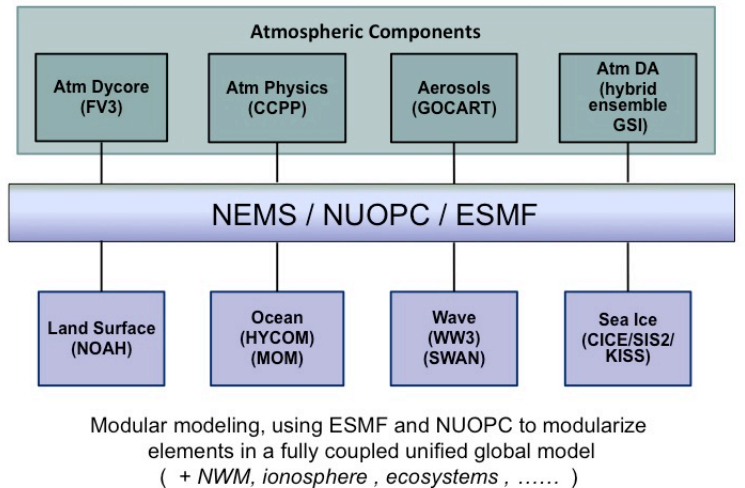 Atmospheric Components
Atm Dycore
(FV3)
Atm Physics
(CCPP)
Aerosols
(GOCART)
Atm DA
(hybrid
ensemble
GSI)
NEMS / NUOPC / ESMF
Land Surface
(NOAH)
Ocean
(HYCOM)
(MOM)
Wave
(WW3)
(SWAN)
Sea Ice
(CICE/SIS2/
KISS)
Modular modeling, using ESMF and NUOPC to modularize
elements in a fully coupled unified global model
( + NWM, ionosphere , ecosystems , ...... )